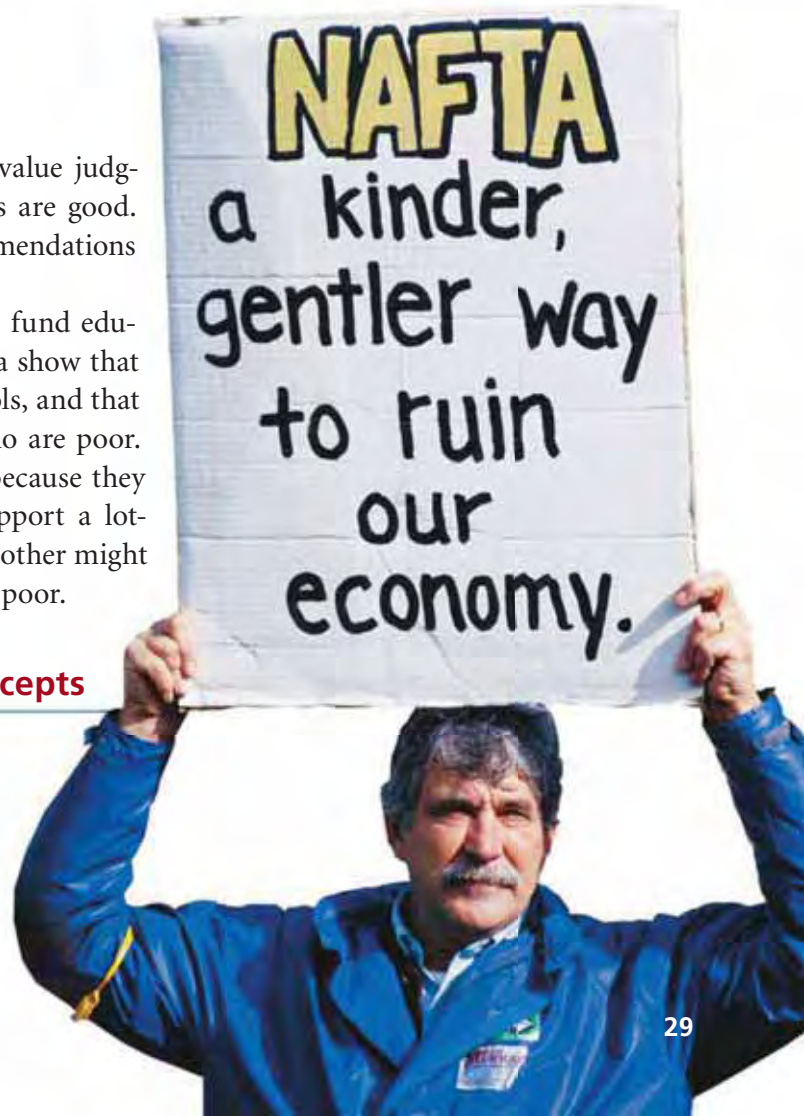 NAFTA
a kinder,
gentler way
to ruin
our
economy.
value judg-
s are good.
mendations
fund edu-
a show that
ols, and that
o are poor.
because they
pport a lot-
other might
poor.
cepts
29